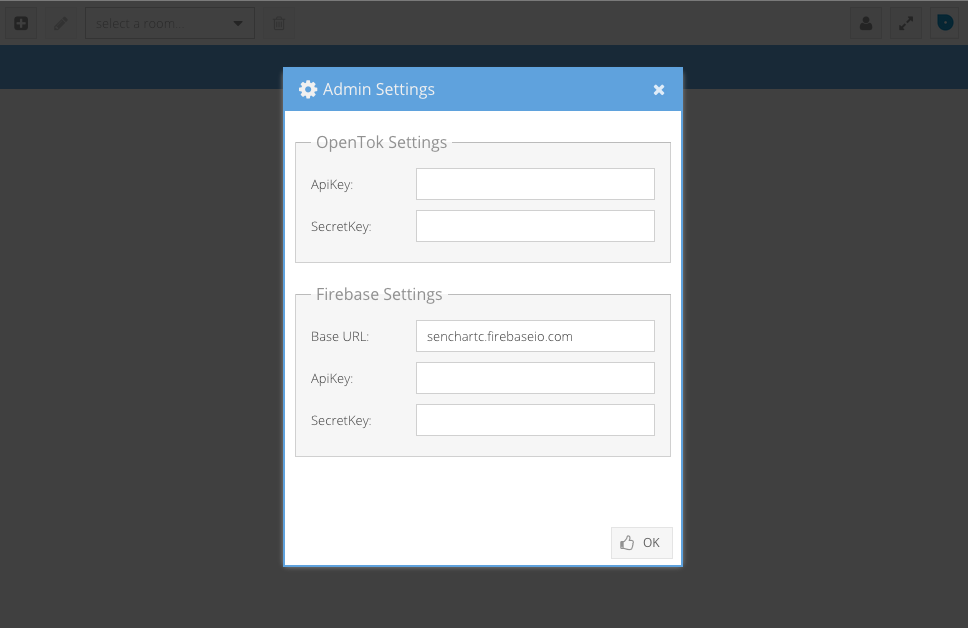 select a room...
Admin Settings
OpenTok Settings
ApiKey:
SecretKey:
Firebase Settings
Base URL: senchartc.firebaseio.com
ApiKey:
SecretKey:
OK